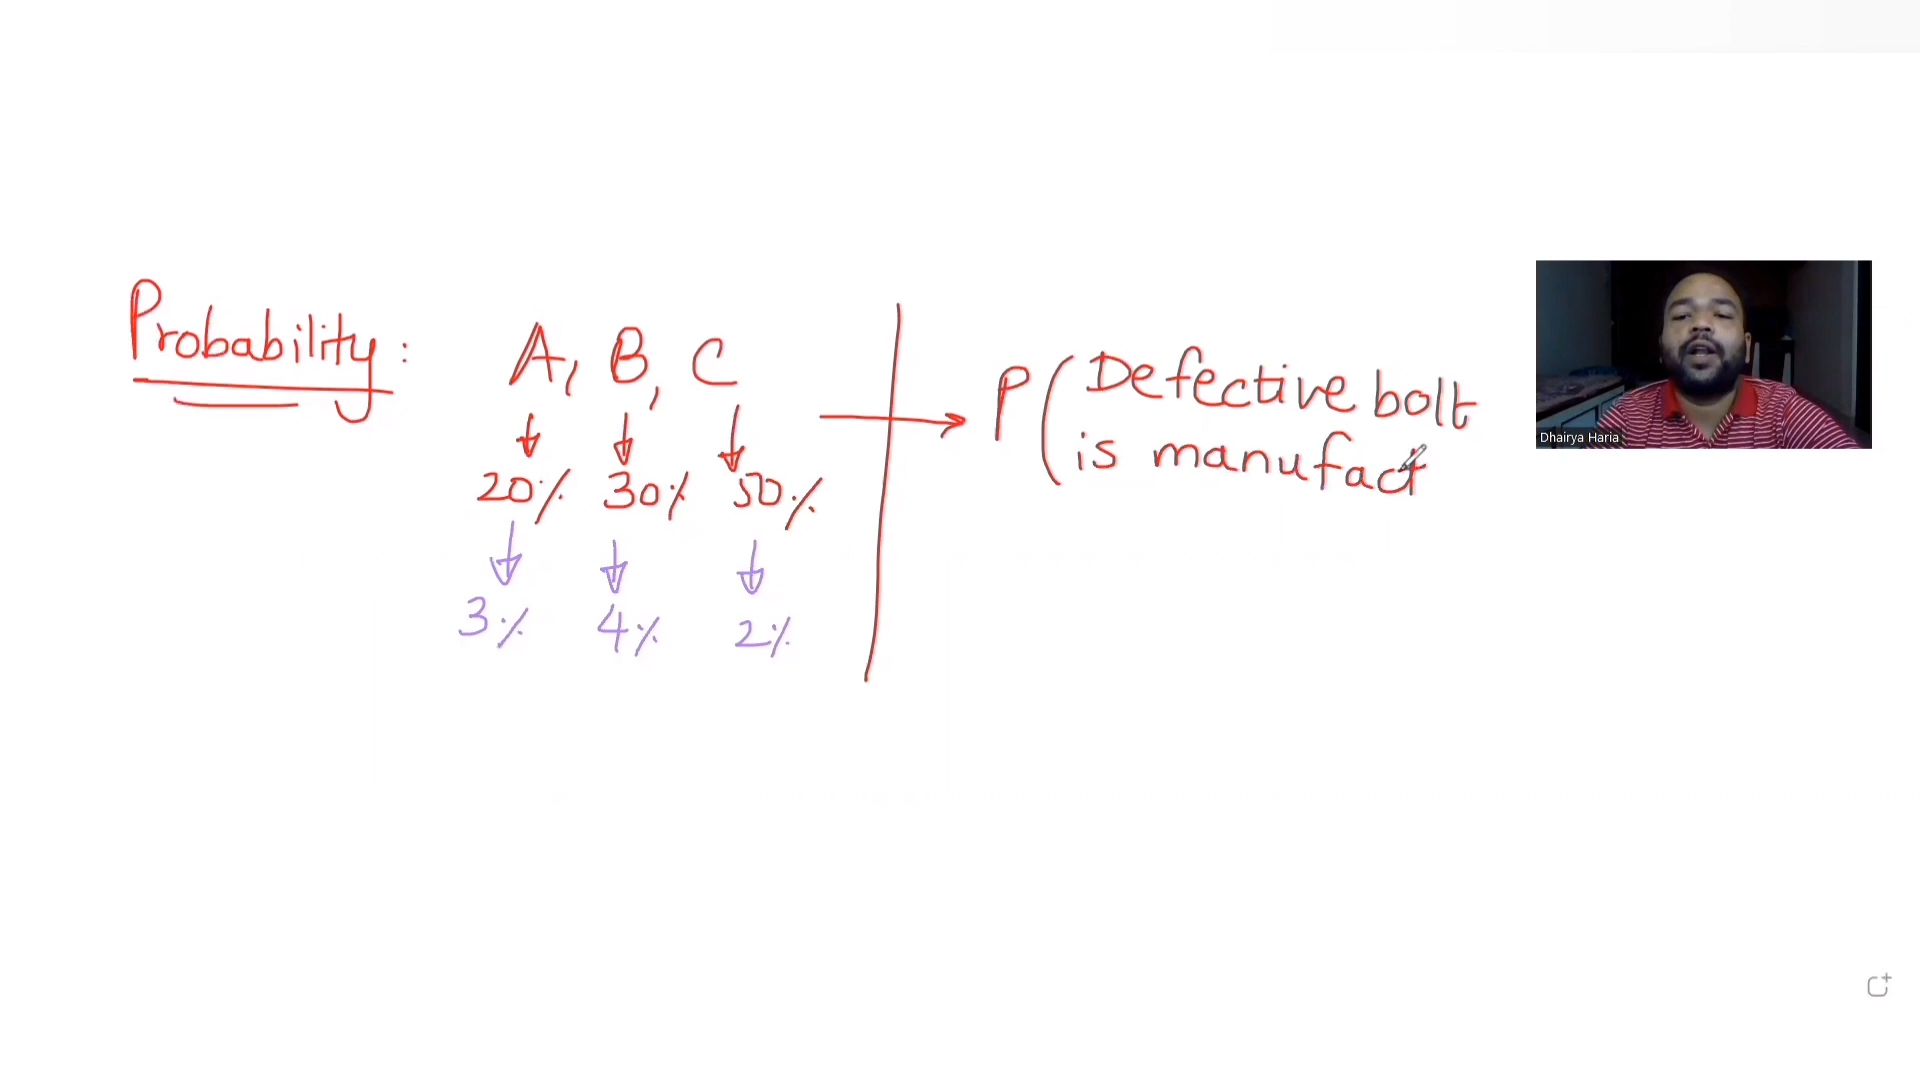 Probability:
A, B, C
20% 30% 50%
3% 4% 2%
P(Defective bolt
is manufact
Dhairya Haria